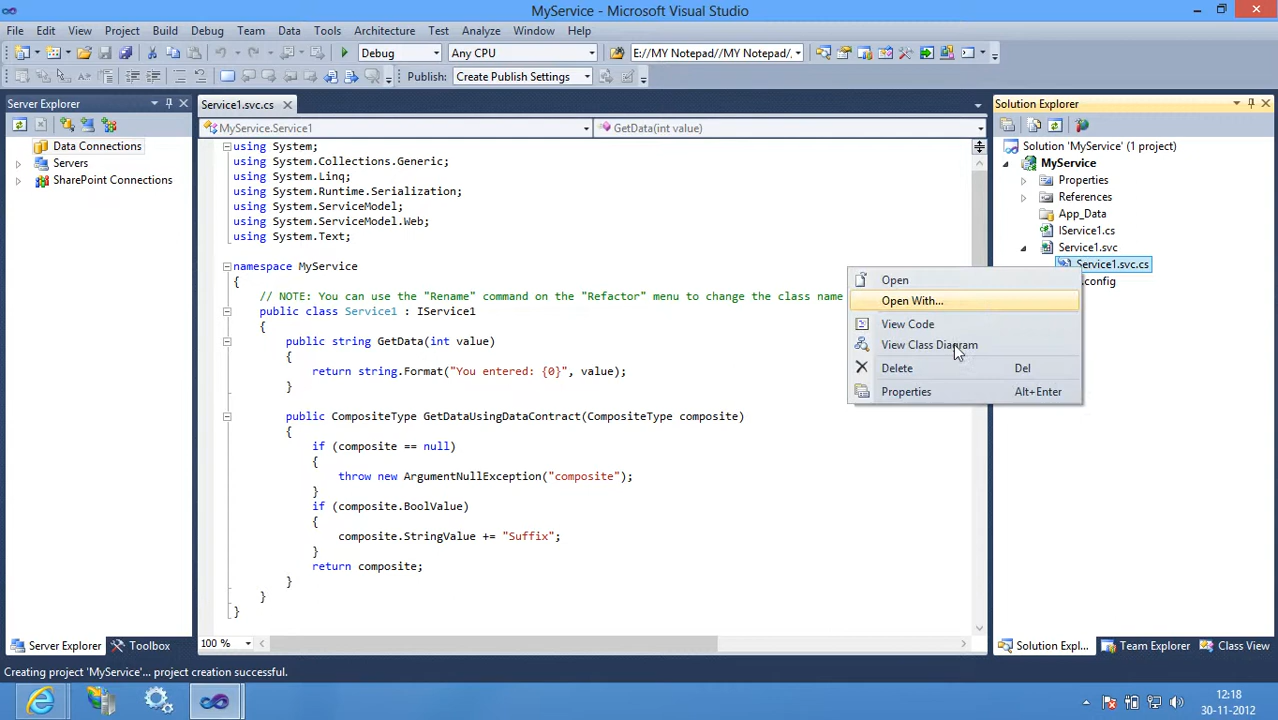 MyService - Microsoft Visual Studio
File Edit View Project Build Debug Team Data Tools Architecture Test Analyze Window Help
Debug Any CPU E://MY Notepad//MY Notepad/
Publish: Create Publish Settings
Server Explorer
Data Connections
Servers
SharePoint Connections
Service1.svc.cs
MyService.Service1 GetData(int value)
using System;
using System.Collections.Generic;
using System.Linq;
using System.Runtime.Serialization;
using System.ServiceModel;
using System.ServiceModel.Web;
using System.Text;
namespace MyService
{
// NOTE: You can use the "Rename" command on the "Refactor" menu to change the class name
public class Service1 : IService1
{
public string GetData(int value)
{
return string.Format("You entered: {0}", value);
}
public CompositeType GetDataUsingDataContract(CompositeType composite)
{
if (composite == null)
{
throw new ArgumentNullException("composite");
}
if (composite.BoolValue)
{
composite.StringValue += "Suffix";
}
return composite;
}
}
}
100 %
Open
Open With...
View Code
View Class Diagram
Delete Del
Properties Alt+Enter
Solution Explorer
Solution 'MyService' (1 project)
MyService
Properties
References
App_Data
IService1.cs
Service1.svc
Service1.svc.cs
.config
Server Explorer Toolbox
Solution Expl... Team Explorer Class View
Creating project 'MyService'... project creation successful.
12:18
30-11-2012